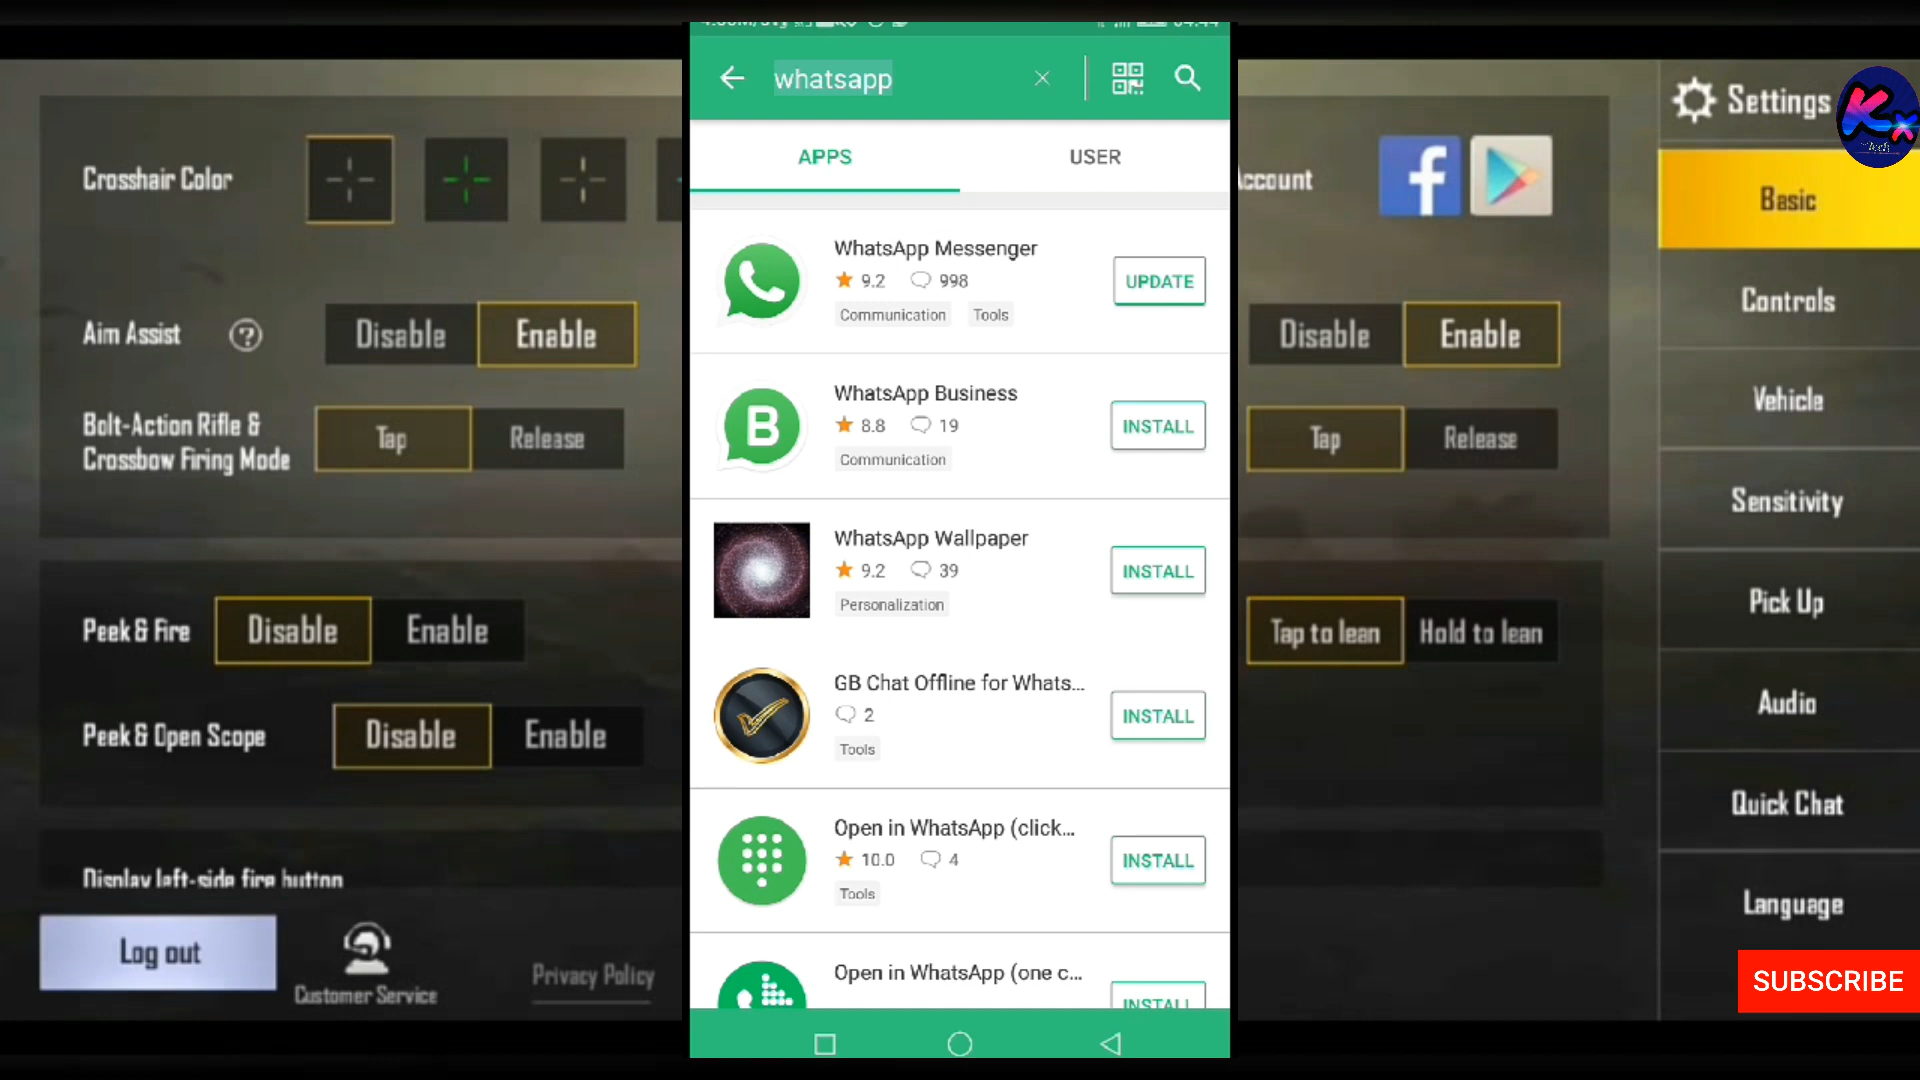 whatsapp
APPS
USER
WhatsApp Messenger
9.2 998
Communication Tools
UPDATE
WhatsApp Business
8.8 19
Communication
INSTALL
WhatsApp Wallpaper
9.2 39
Personalization
INSTALL
GB Chat Offline for Whats...
2
Tools
INSTALL
Open in WhatsApp (click...
10.0 4
Tools
INSTALL
Open in WhatsApp (one c...
INSTALL
Crosshair Color
Aim Assist ? Disable Enable
Bolt-Action Rifle &
Crossbow Firing Mode
Tap Release
Peek & Fire Disable Enable
Peek & Open Scope Disable Enable
Display left-side fire button
Log out
Customer Service
Privacy Policy
Account
Disable Enable
Tap Release
Tap to lean Hold to lean
Settings
Basic
Controls
Vehicle
Sensitivity
Pick Up
Audio
Quick Chat
Language
Kx
Tech
SUBSCRIBE